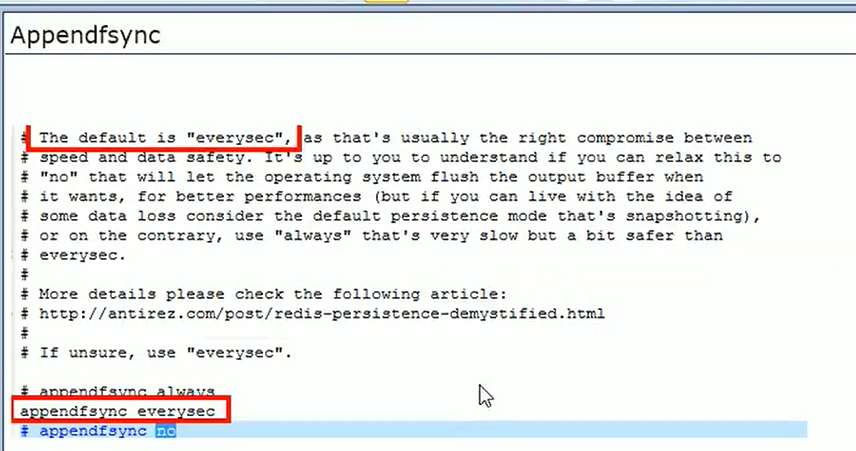 Appendfsync
# The default is "everysec", as that's usually the right compromise between
# speed and data safety. It's up to you to understand if you can relax this to
# "no" that will let the operating system flush the output buffer when
# it wants, for better performances (but if you can live with the idea of
# some data loss consider the default persistence mode that's snapshotting),
# or on the contrary, use "always" that's very slow but a bit safer than
# everysec.
#
# More details please check the following article:
# http://antirez.com/post/redis-persistence-demystified.html
#
# If unsure, use "everysec".
# appendfsync always
appendfsync everysec
# appendfsync no